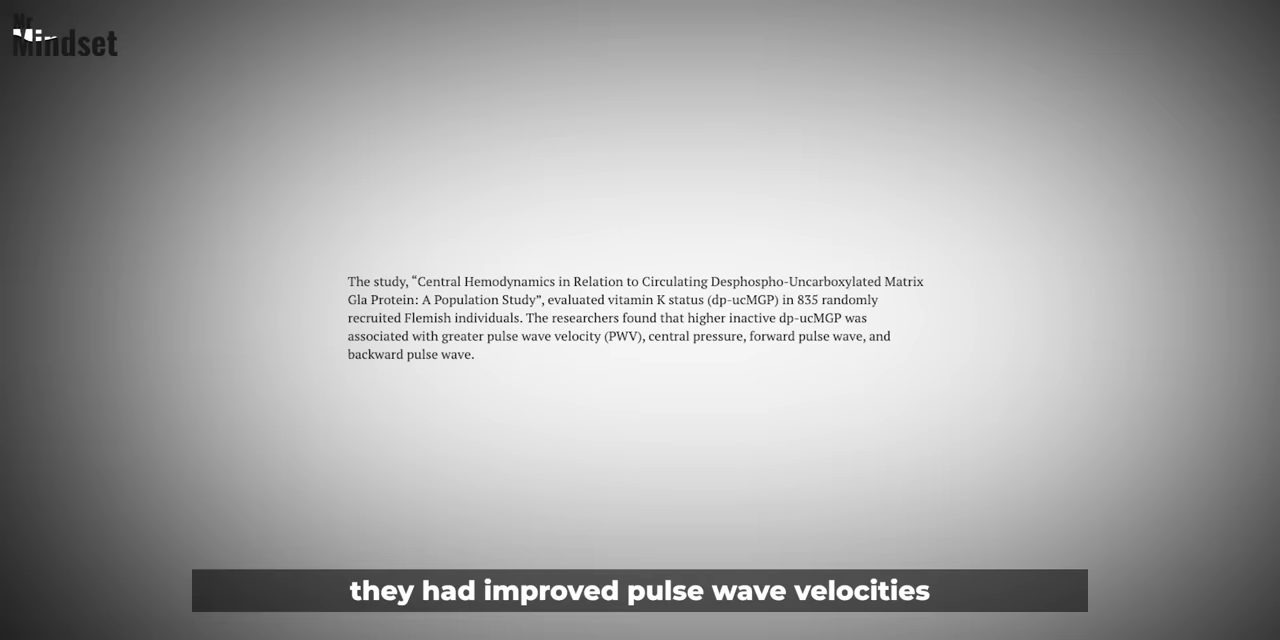 Mr
Mindset
The study, “Central Hemodynamics in Relation to Circulating Desphospho-Uncarboxylated Matrix
Gla Protein: A Population Study”, evaluated vitamin K status (dp-ucMGP) in 835 randomly
recruited Flemish individuals. The researchers found that higher inactive dp-ucMGP was
associated with greater pulse wave velocity (PWV), central pressure, forward pulse wave, and
backward pulse wave.
they had improved pulse wave velocities